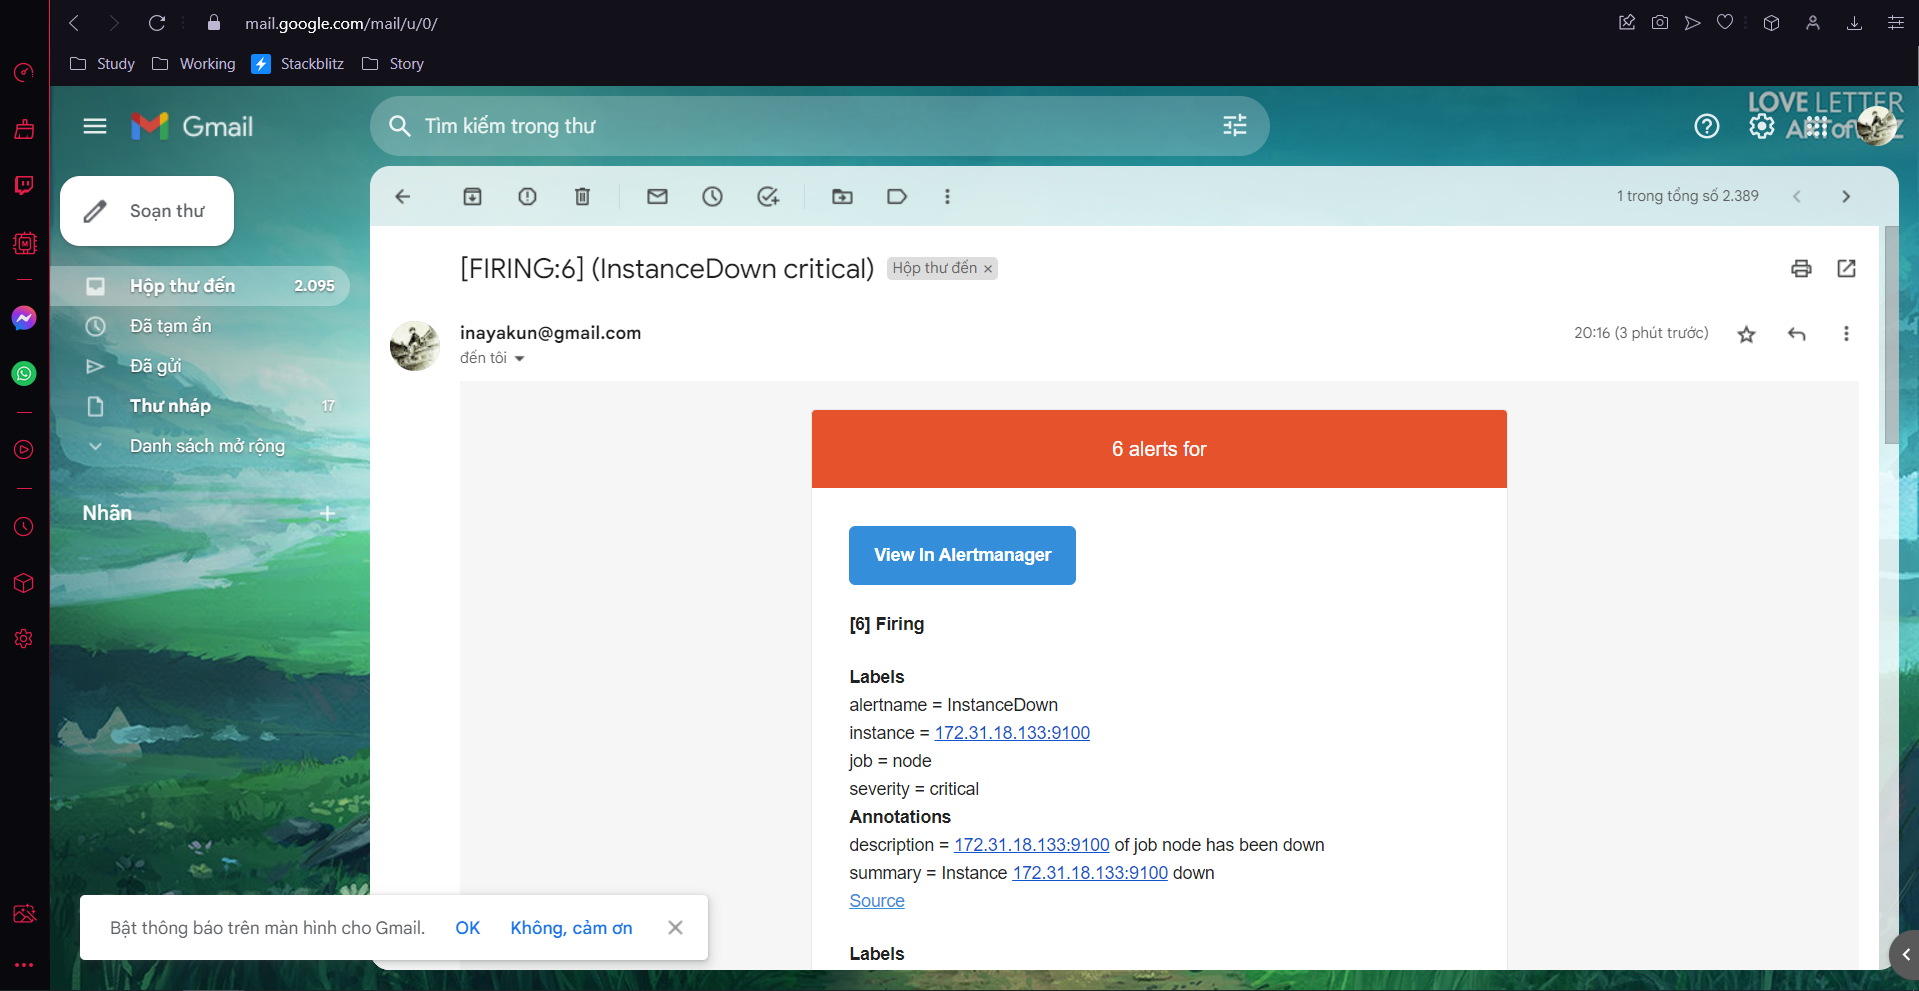 mail.google.com/mail/u/0/
Study
Working
Stackblitz
Story
Gmail
Tìm kiếm trong thư
LOVE LETTER
Soạn thư
1 trong tổng số 2.389
Hộp thư đến 2.095
Đã tạm ẩn
Đã gửi
Thư nháp 17
Danh sách mở rộng
Nhãn
[FIRING:6] (InstanceDown critical)
Hộp thư đến ×
inayakun@gmail.com
20:16 (3 phút trước)
đến tôi
6 alerts for
View In Alertmanager
[6] Firing
Labels
alertname = InstanceDown
instance = 172.31.18.133:9100
job = node
severity = critical
Annotations
description = 172.31.18.133:9100 of job node has been down
summary = Instance 172.31.18.133:9100 down
Source
Labels
Bật thông báo trên màn hình cho Gmail.
OK
Không, cảm ơn